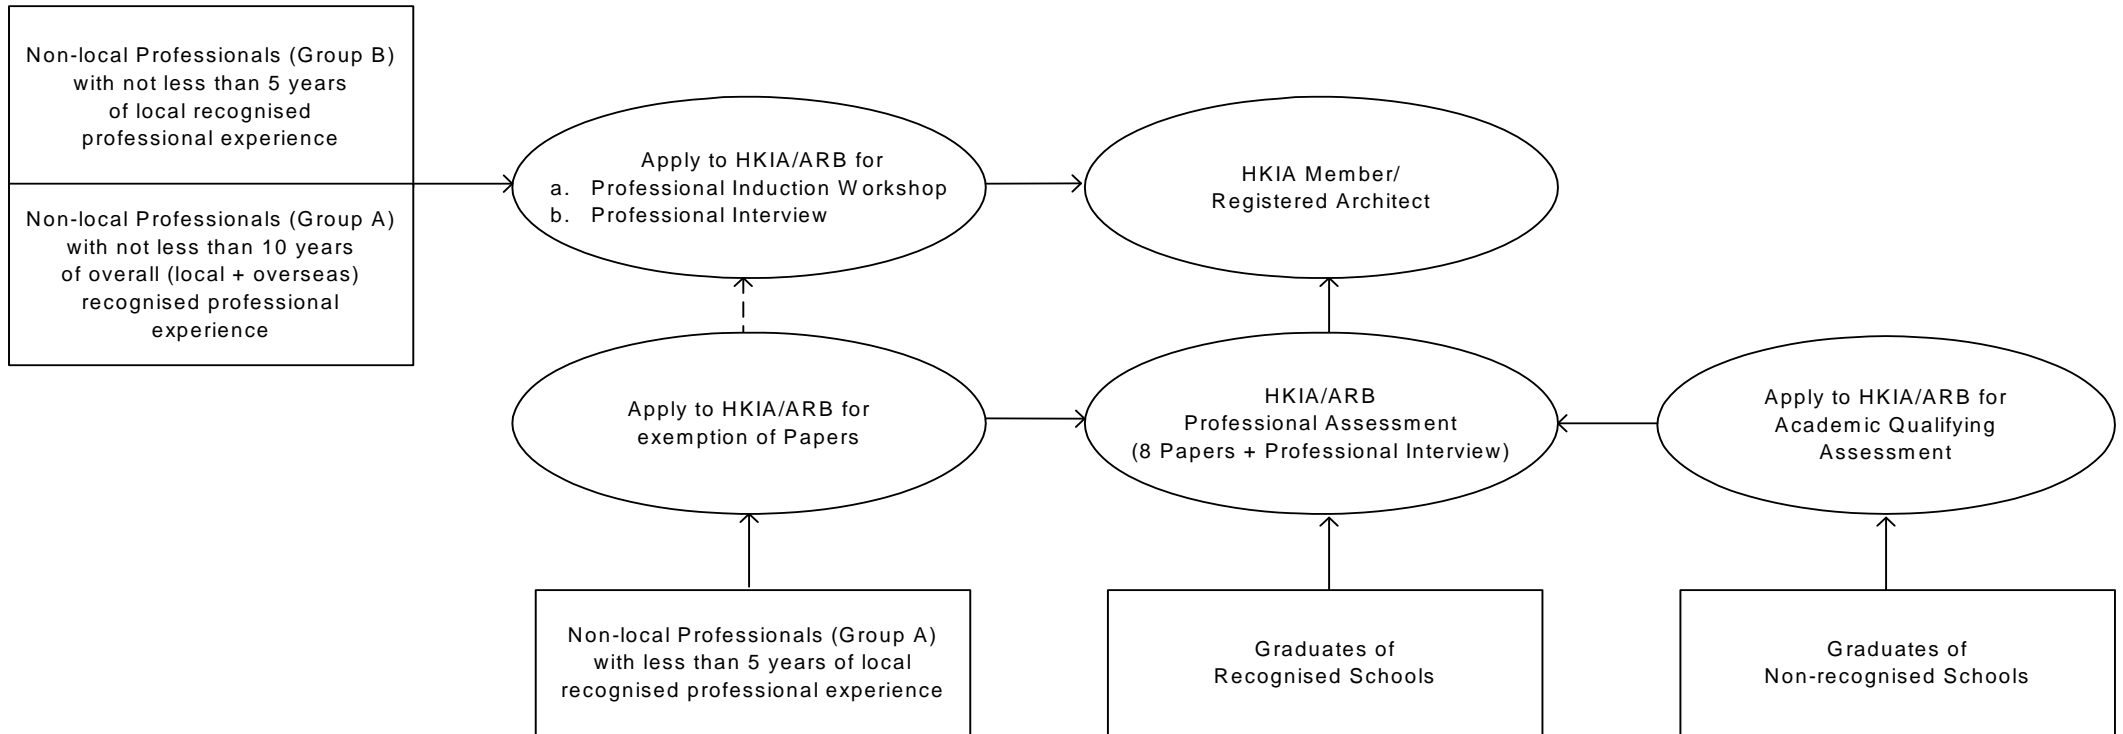 Non-local Professionals (Group B)
with not less than 5 years
of local recognised
professional experience
Non-local Professionals (Group A)
with not less than 10 years
of overall (local + overseas)
recognised professional
experience
Apply to HKIA/ARB for
a. Professional Induction Workshop
b. Professional Interview
HKIA Member/
Registered Architect
Apply to HKIA/ARB for
exemption of Papers
HKIA/ARB
Professional Assessment
(8 Papers + Professional Interview)
Apply to HKIA/ARB for
Academic Qualifying
Assessment
Non-local Professionals (Group A)
with less than 5 years of local
recognised professional experience
Graduates of
Recognised Schools
Graduates of
Non-recognised Schools